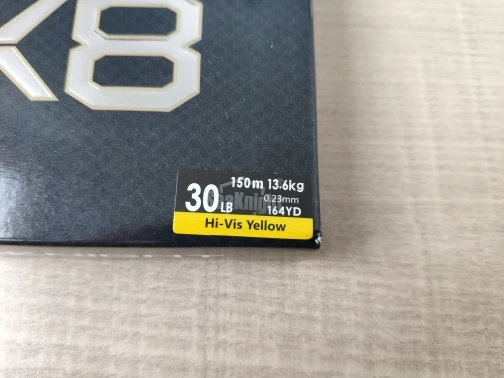 X8
150m 13.6kg
30LB 0.23mm
164YD
Hi-Vis Yellow